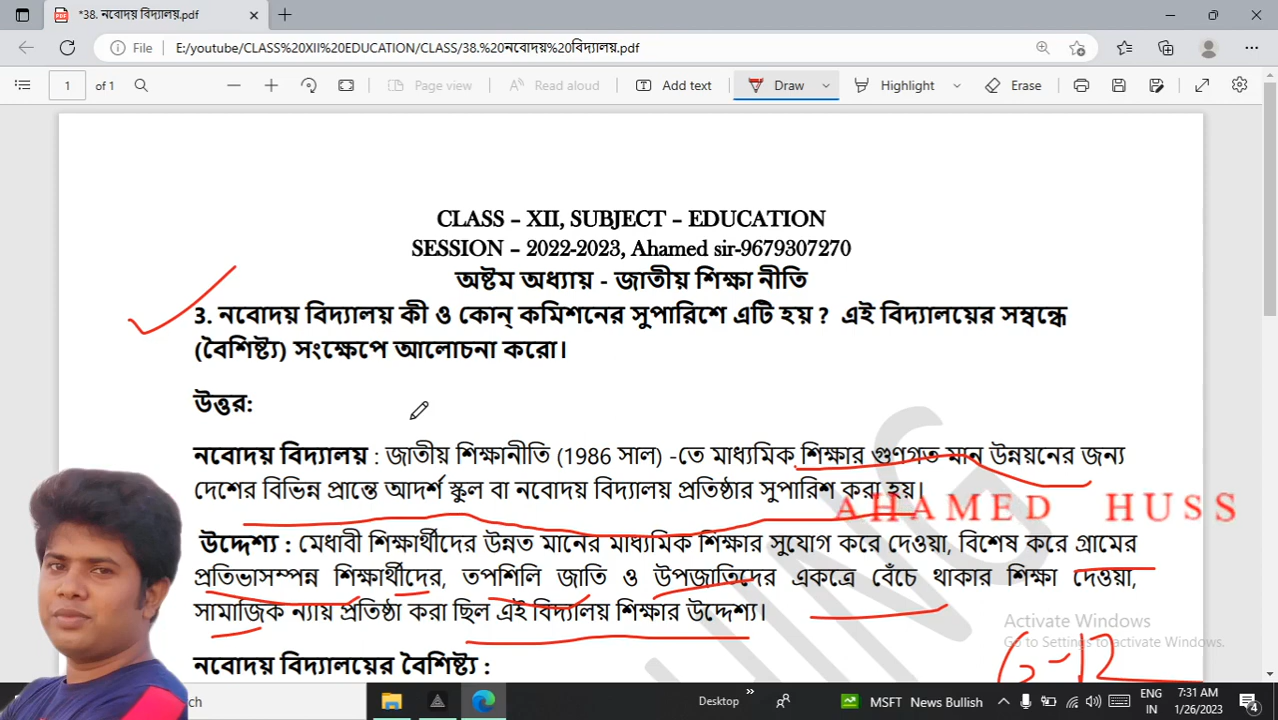 *38. নবোদয় বিদ্যালয়.pdf
File E:/youtube/CLASS%20XII%20EDUCATION/CLASS/38.%20নবোদয়%20বিদ্যালয়.pdf
1 of 1 Page view Read aloud Add text Draw Highlight Erase
CLASS – XII, SUBJECT – EDUCATION
SESSION – 2022-2023, Ahamed sir-9679307270
অষ্টম অধ্যায় - জাতীয় শিক্ষা নীতি
3. নবোদয় বিদ্যালয় কী ও কোন্ কমিশনের সুপারিশে এটি হয় ? এই বিদ্যালয়ের সম্বন্ধে
(বৈশিষ্ট্য) সংক্ষেপে আলোচনা করো।
উত্তর:
নবোদয় বিদ্যালয় : জাতীয় শিক্ষানীতি (1986 সাল) -তে মাধ্যমিক শিক্ষার গুণগত মান উন্নয়নের জন্য
দেশের বিভিন্ন প্রান্তে আদর্শ স্কুল বা নবোদয় বিদ্যালয় প্রতিষ্ঠার সুপারিশ করা হয়।
AHAMED HUSS
উদ্দেশ্য : মেধাবী শিক্ষার্থীদের উন্নত মানের মাধ্যমিক শিক্ষার সুযোগ করে দেওয়া, বিশেষ করে গ্রামের
প্রতিভাসম্পন্ন শিক্ষার্থীদের, তপশিলি জাতি ও উপজাতিদের একত্রে বেঁচে থাকার শিক্ষা দেওয়া,
সামাজিক ন্যায় প্রতিষ্ঠা করা ছিল এই বিদ্যালয় শিক্ষার উদ্দেশ্য।
Activate Windows
Go to Settings to activate Windows.
6-12
নবোদয় বিদ্যালয়ের বৈশিষ্ট্য :
rch Desktop MSFT News Bullish ENG IN 7:31 AM 1/26/2023 4